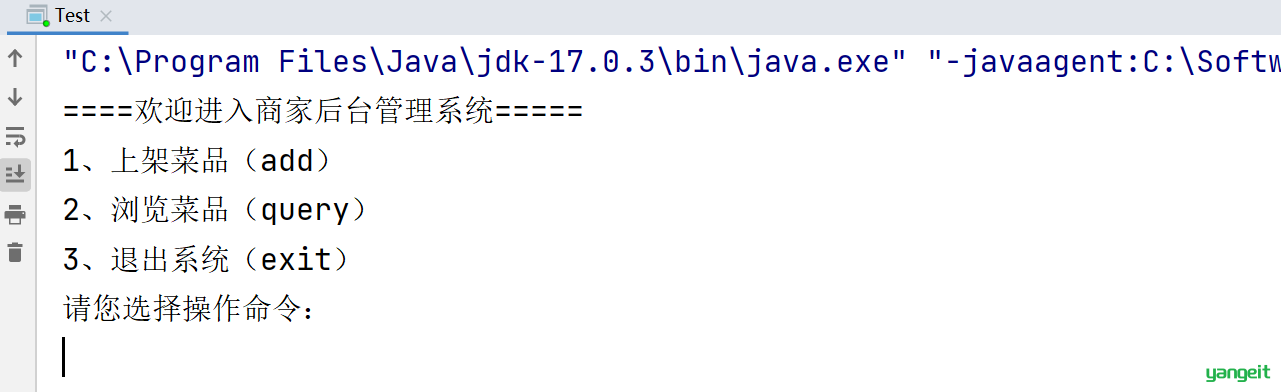 Test
"C:\Program Files\Java\jdk-17.0.3\bin\java.exe" "-javaagent:C:\Softw
====欢迎进入商家后台管理系统=====
1、上架菜品（add）
2、浏览菜品（query）
3、退出系统（exit）
请您选择操作命令：
yangeit